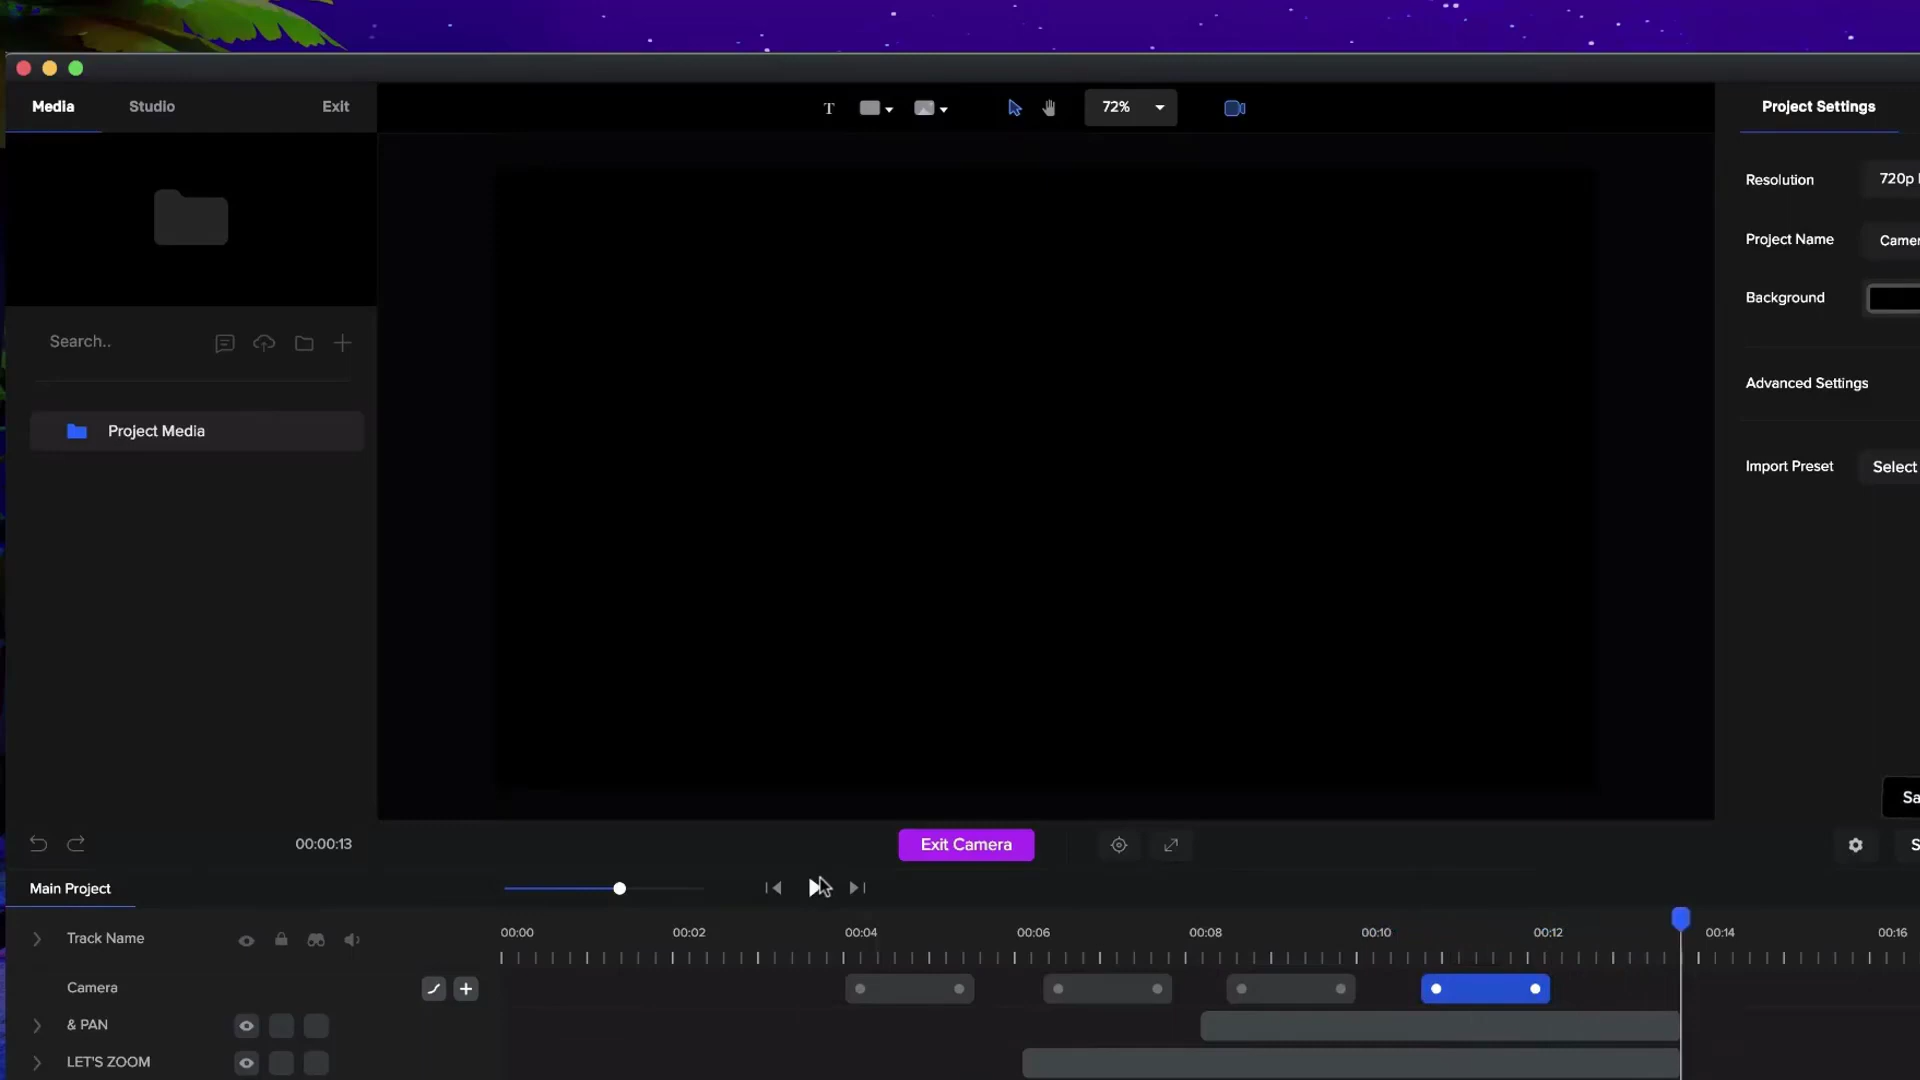 Media Studio Exit
T 72%
Project Settings
Resolution 720p
Project Name Camer
Background
Search..
Advanced Settings
Project Media
Import Preset Select
Sa
00:00:13
Exit Camera
S
Main Project
Track Name
00:00 00:02 00:04 00:06 00:08 00:10 00:12 00:14 00:16
Camera
& PAN
LET'S ZOOM